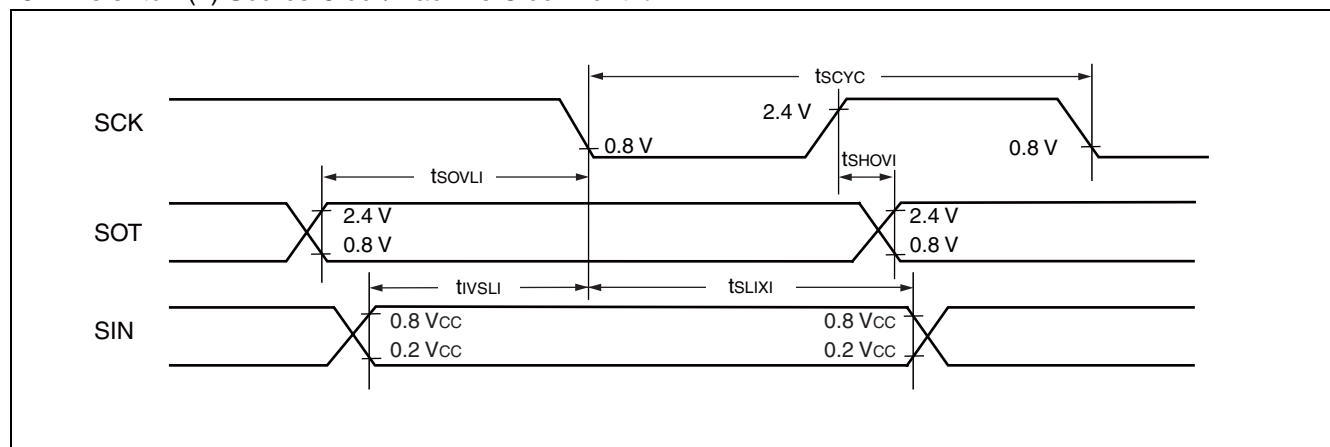 tSCYC
SCK
2.4 V
0.8 V
0.8 V
tSHOVI
tSOVLI
SOT
2.4 V
0.8 V
2.4 V
0.8 V
tIVSLI
tSLIXI
SIN
0.8 VCC
0.2 VCC
0.8 VCC
0.2 VCC